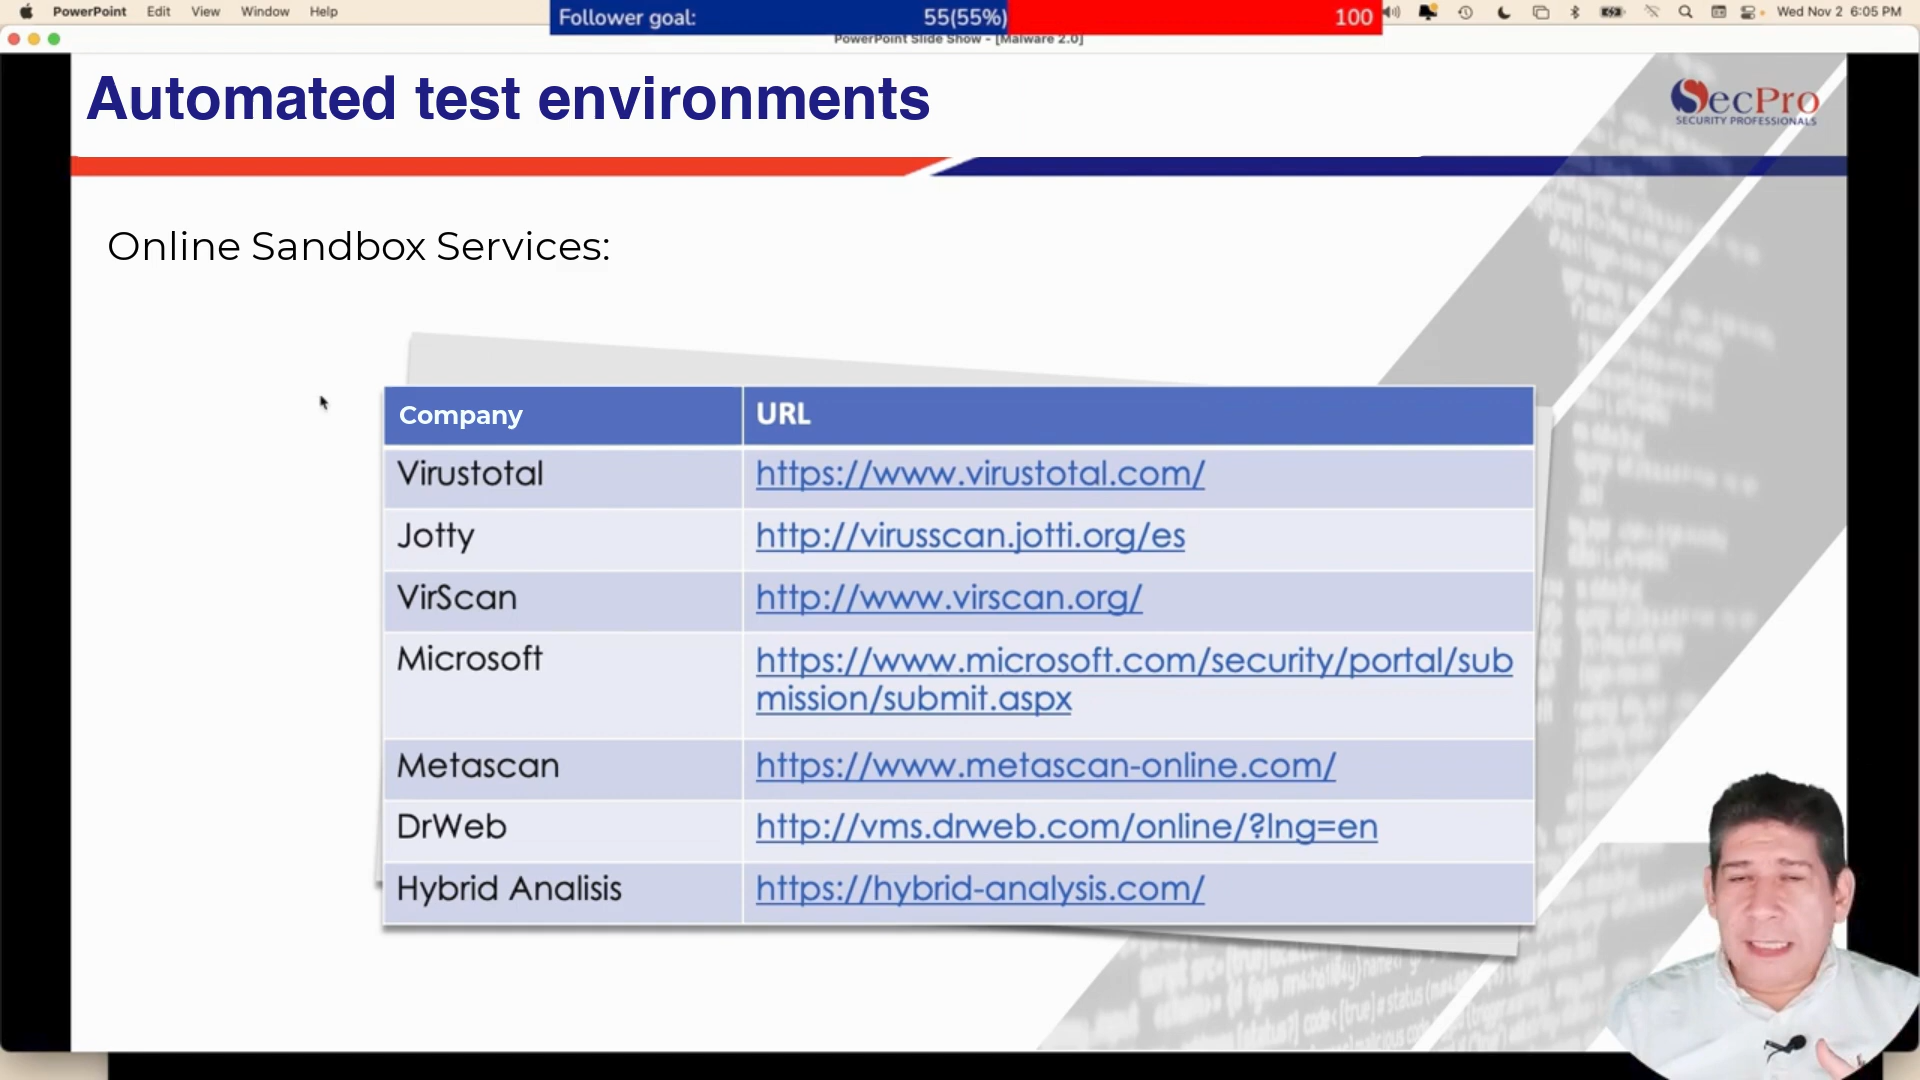 PowerPoint Edit View Window Help
Follower goal: 55(55%) 100
Wed Nov 2 6:05 PM
PowerPoint Slide Show - [Malware 2.0]
Automated test environments
SecPro
SECURITY PROFESSIONALS
Online Sandbox Services:
Company URL
Virustotal https://www.virustotal.com/
Jotty http://virusscan.jotti.org/es
VirScan http://www.virscan.org/
Microsoft https://www.microsoft.com/security/portal/sub
mission/submit.aspx
Metascan https://www.metascan-online.com/
DrWeb http://vms.drweb.com/online/?lng=en
Hybrid Analisis https://hybrid-analysis.com/